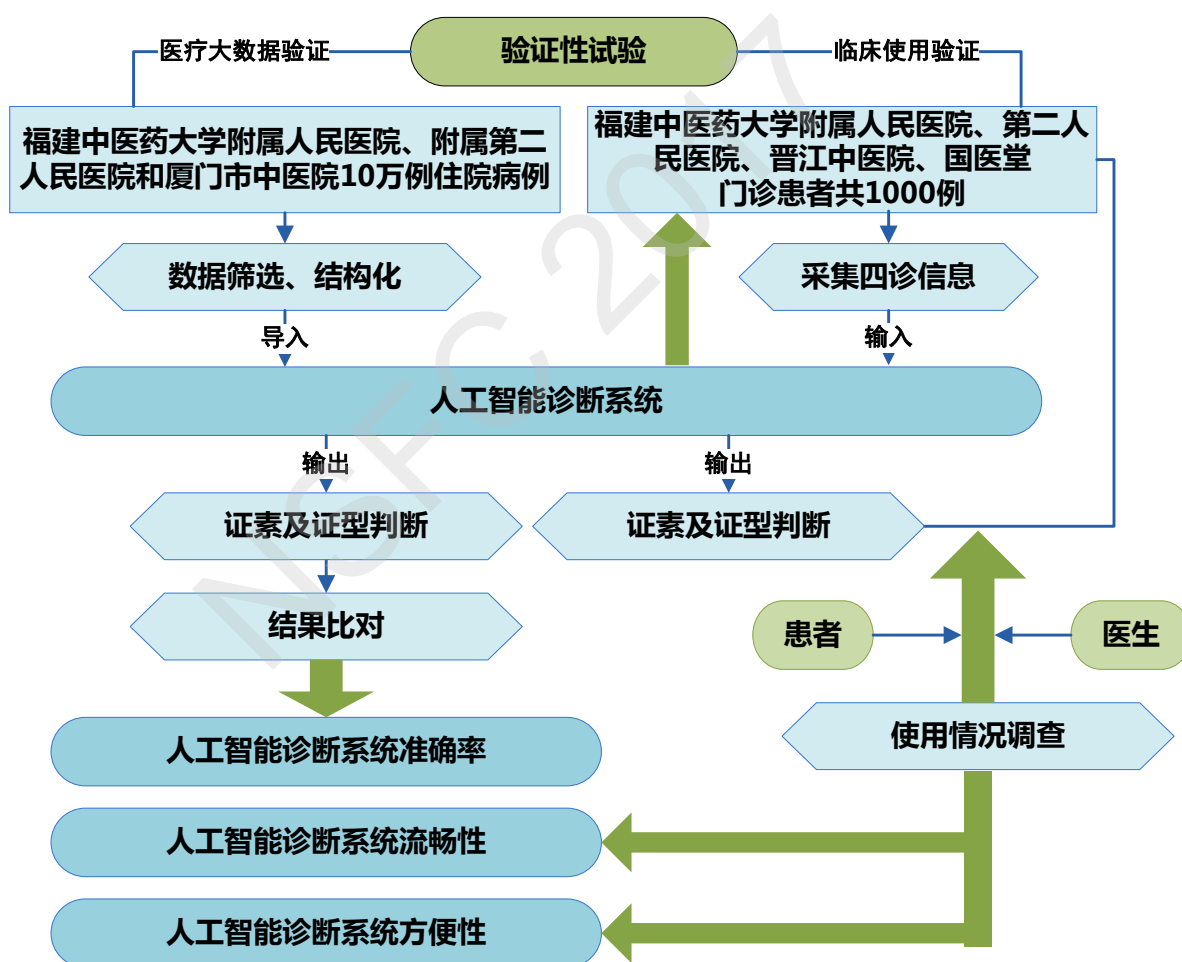 验证性试验
医疗大数据验证
临床使用验证
福建中医药大学附属人民医院、附属第二
人民医院和厦门市中医院10万例住院病例
福建中医药大学附属人民医院、第二人
民医院、晋江中医院、国医堂
门诊患者共1000例
数据筛选、结构化
采集四诊信息
导入
输入
人工智能诊断系统
输出
输出
证素及证型判断
证素及证型判断
结果比对
患者
医生
使用情况调查
人工智能诊断系统准确率
人工智能诊断系统流畅性
人工智能诊断系统方便性
NSFC 2017